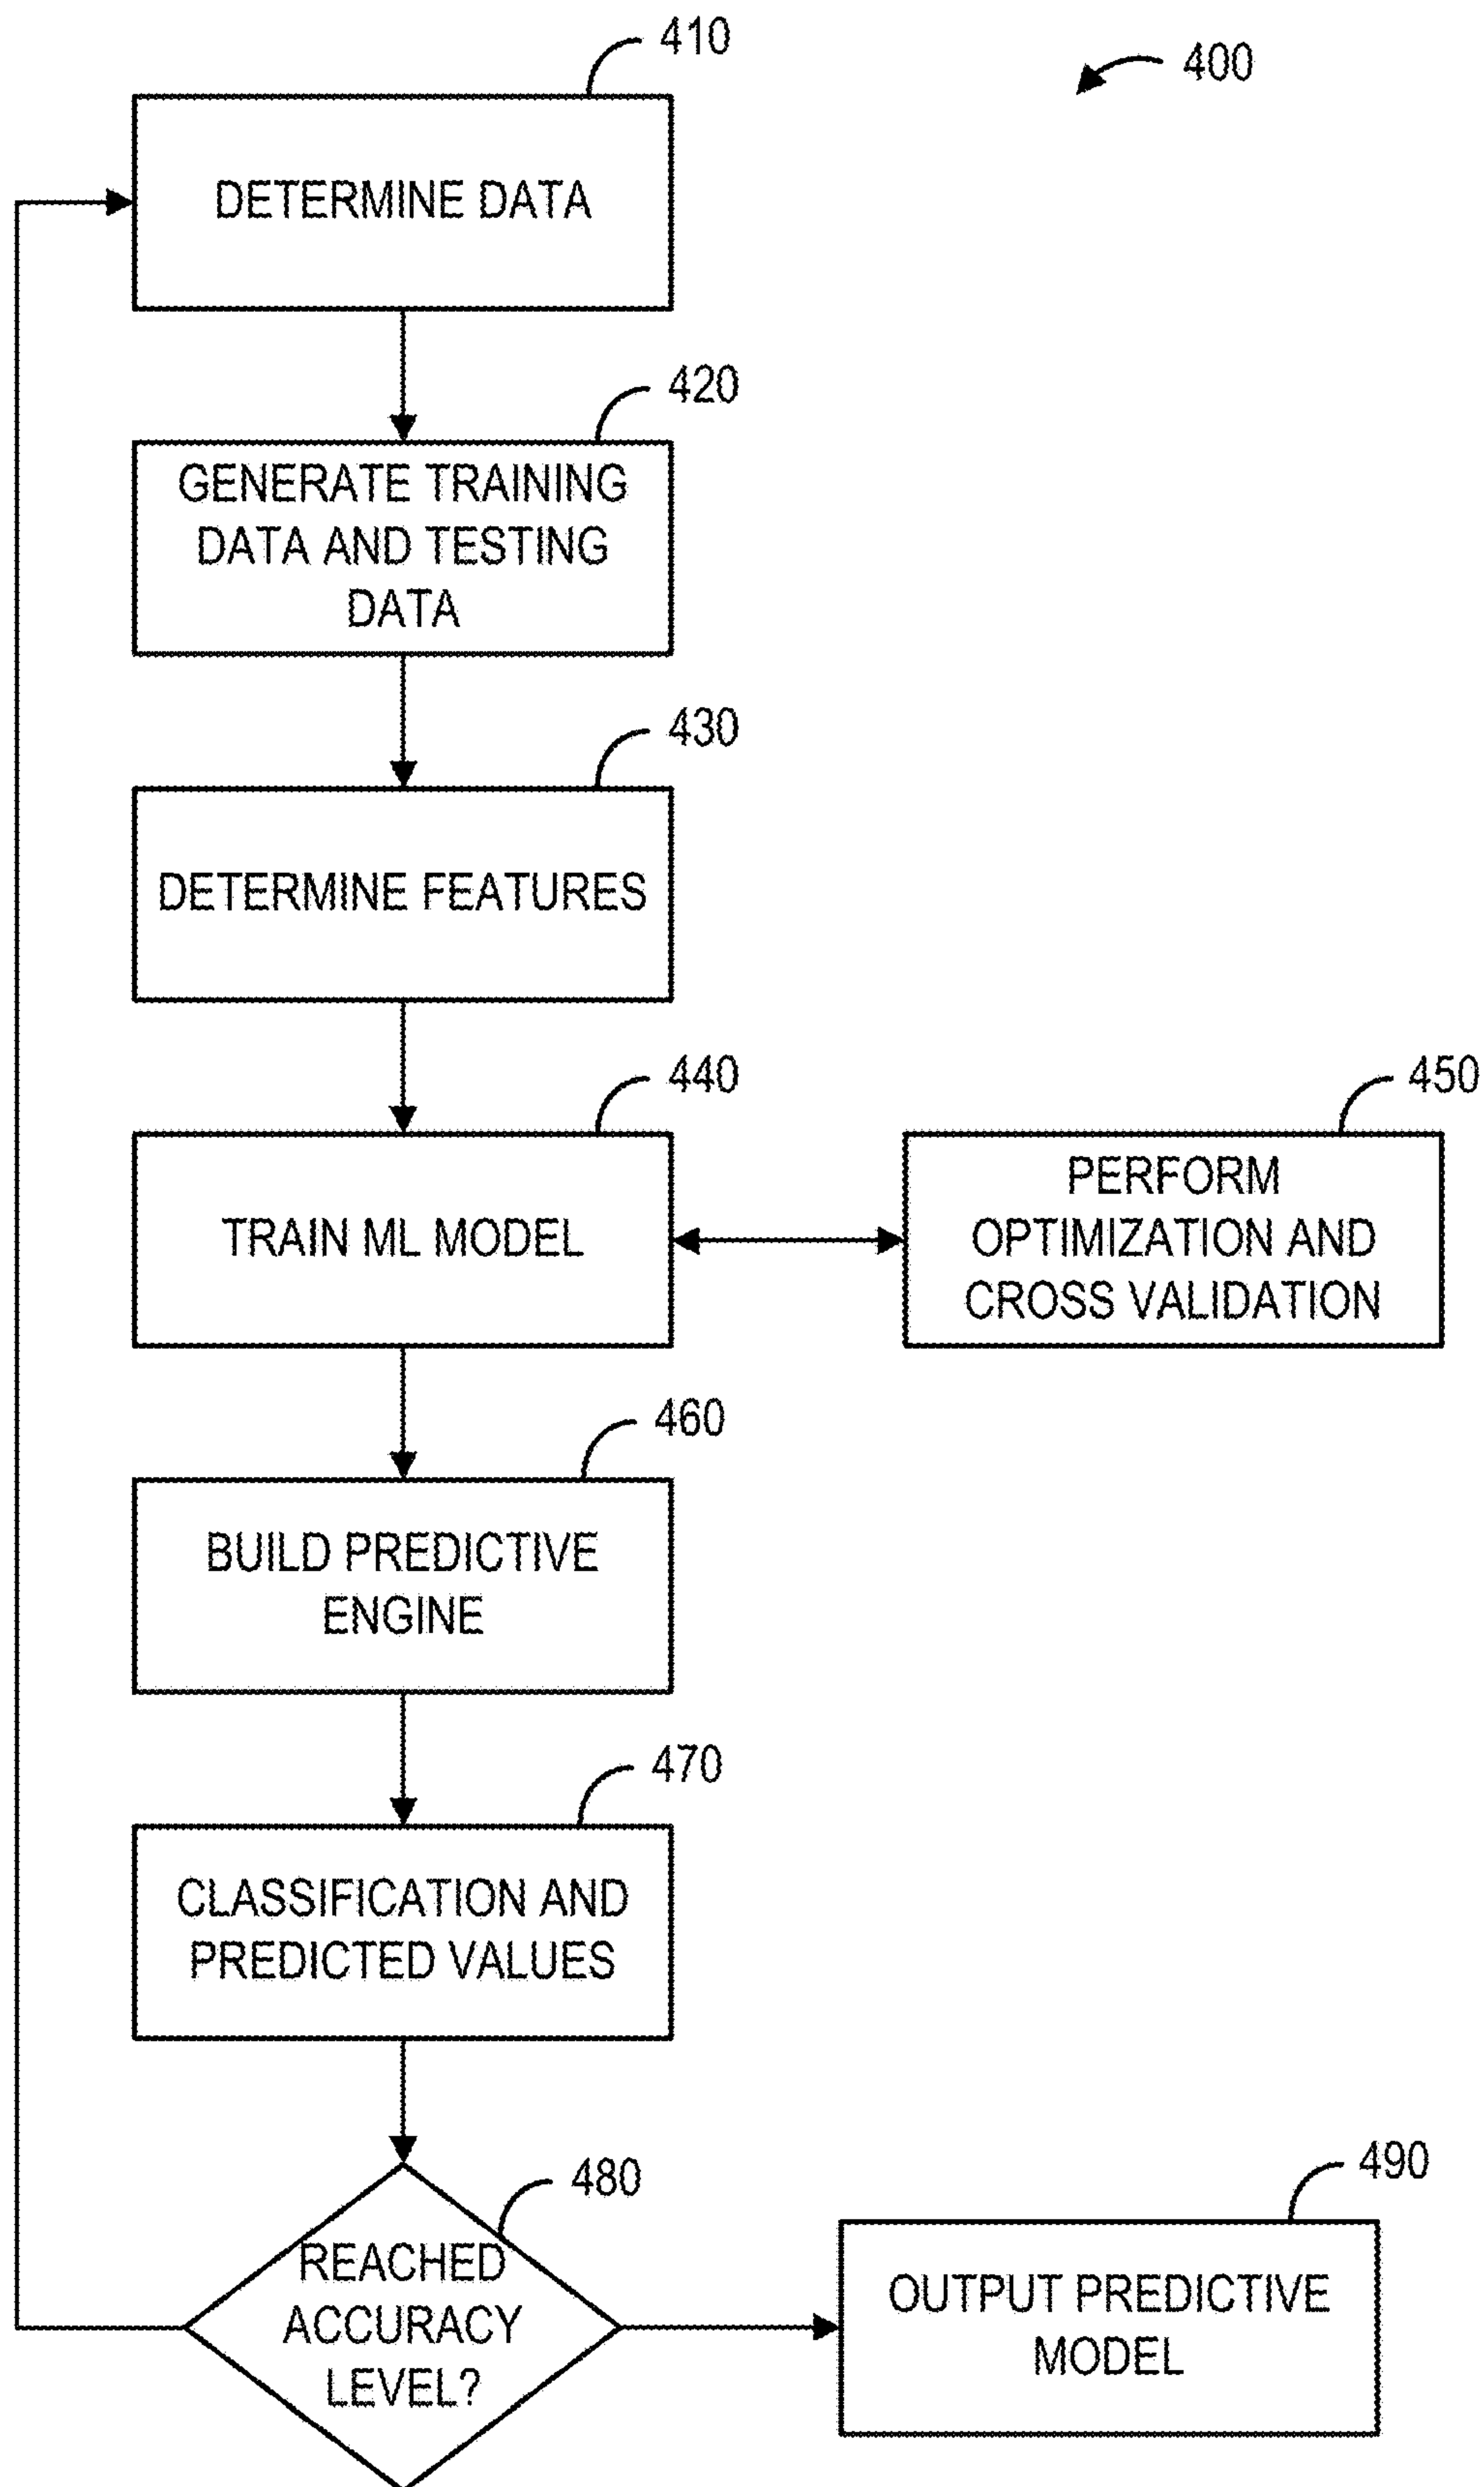 410
400
DETERMINE DATA
420
GENERATE TRAINING
DATA AND TESTING
DATA
430
DETERMINE FEATURES
440
TRAIN ML MODEL
450
PERFORM
OPTIMIZATION AND
CROSS VALIDATION
460
BUILD PREDICTIVE
ENGINE
470
CLASSIFICATION AND
PREDICTED VALUES
480
REACHED
ACCURACY
LEVEL?
490
OUTPUT PREDICTIVE
MODEL